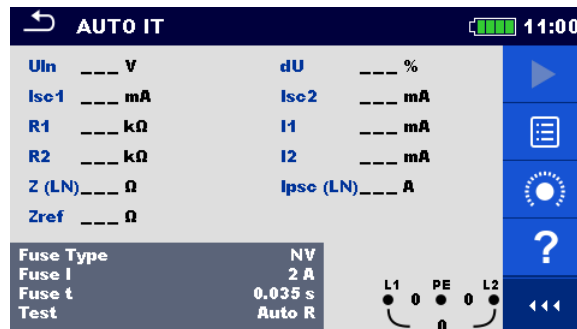 AUTO IT 11:00
Uln ___ V dU ___ %
Isc1 ___ mA Isc2 ___ mA
R1 ___ kΩ I1 ___ mA
R2 ___ kΩ I2 ___ mA
Z (LN)___ Ω Ipsc (LN)___ A
Zref ___ Ω
Fuse Type NV
Fuse I 2 A
Fuse t 0.035 s
Test Auto R
L1 PE L2
0 0
0
?